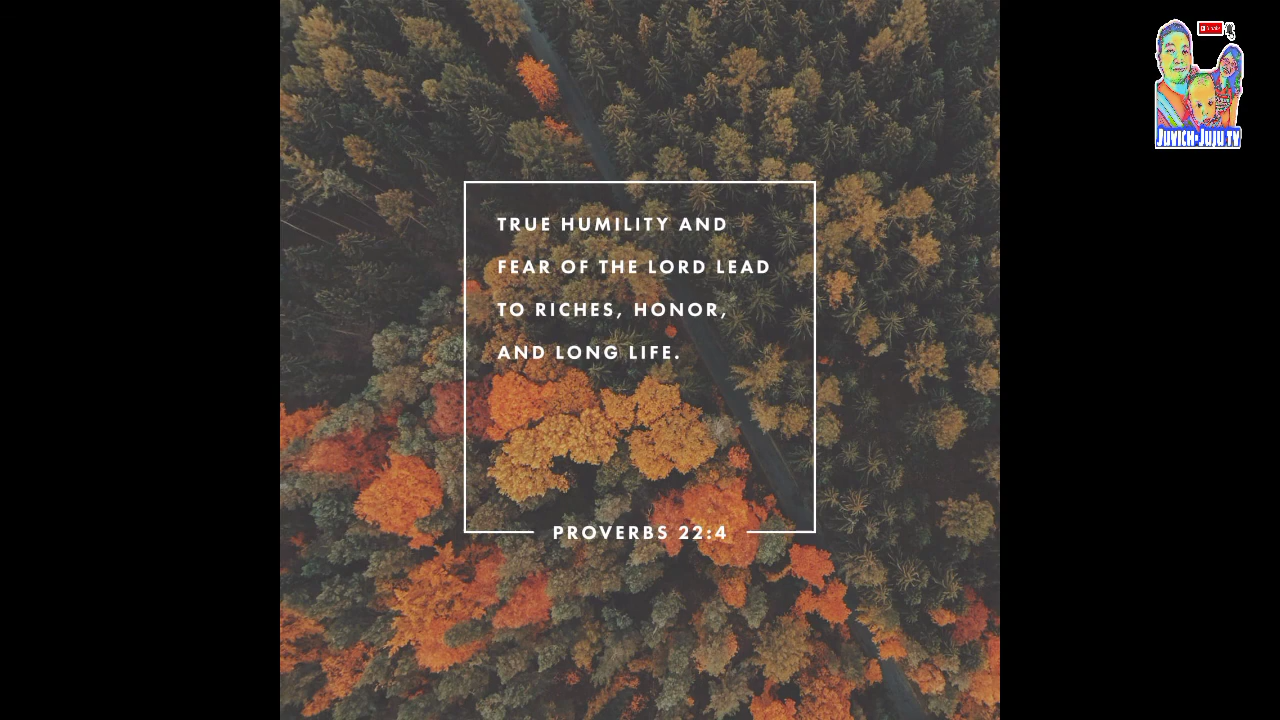 TRUE HUMILITY AND
FEAR OF THE LORD LEAD
TO RICHES, HONOR,
AND LONG LIFE.
PROVERBS 22:4
JUVICH-JUJU TV